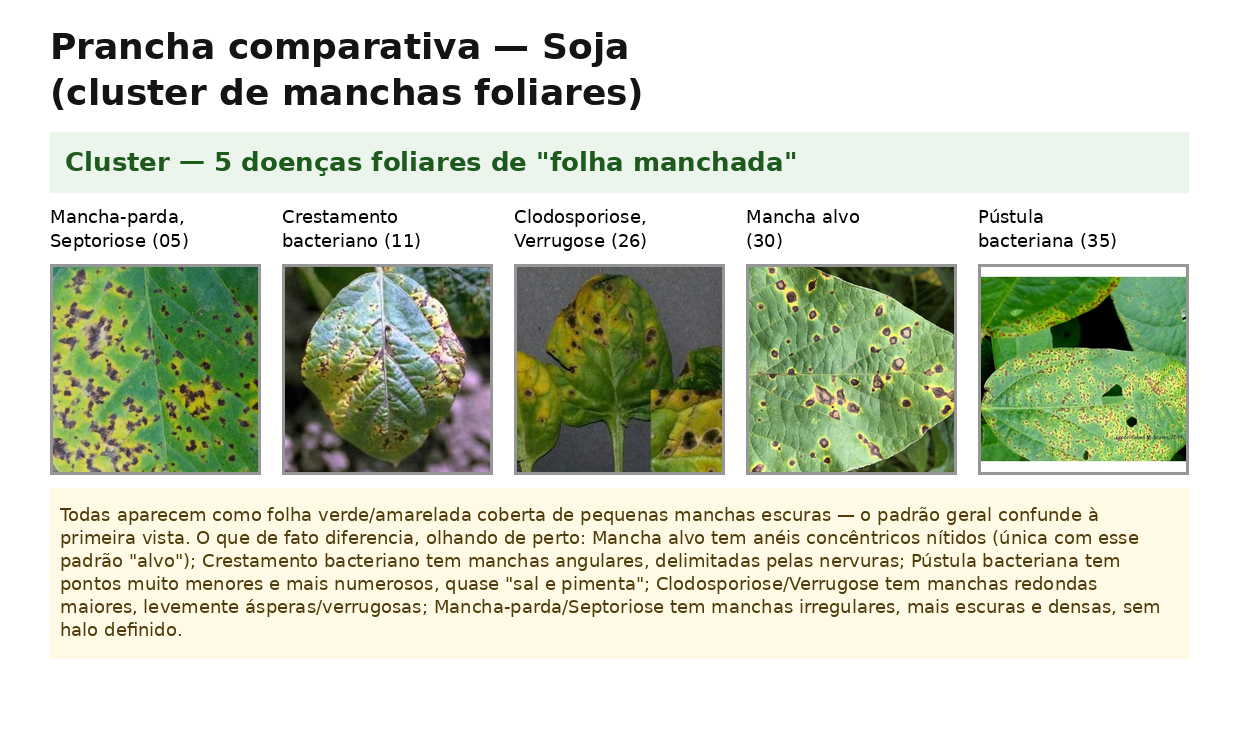 Prancha comparativa — Soja
(cluster de manchas foliares)
Cluster — 5 doenças foliares de "folha manchada"
Mancha-parda,
Septoriose (05)
Crestamento
bacteriano (11)
Clodosporiose,
Verrugose (26)
Mancha alvo
(30)
Pústula
bacteriana (35)
Todas aparecem como folha verde/amarelada coberta de pequenas manchas escuras — o padrão geral confunde à
primeira vista. O que de fato diferencia, olhando de perto: Mancha alvo tem anéis concêntricos nítidos (única com esse
padrão "alvo"); Crestamento bacteriano tem manchas angulares, delimitadas pelas nervuras; Pústula bacteriana tem
pontos muito menores e mais numerosos, quase "sal e pimenta"; Clodosporiose/Verrugose tem manchas redondas
maiores, levemente ásperas/verrugosas; Mancha-parda/Septoriose tem manchas irregulares, mais escuras e densas, sem
halo definido.